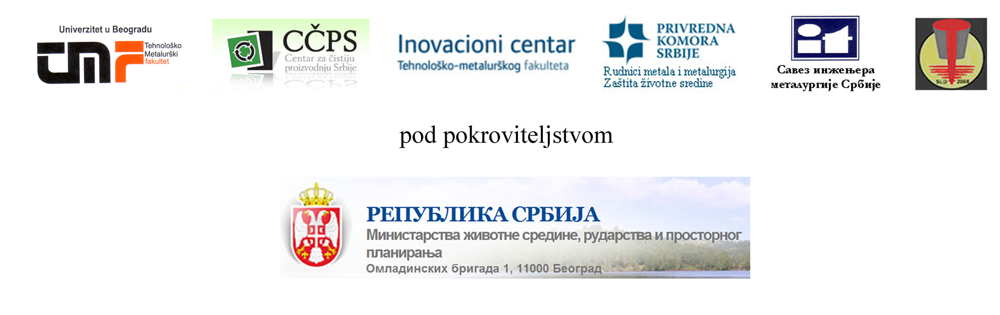 Univerzitet u Beogradu
Tehnološko
Metalurški
fakultet
CČPS
Centar za čistiju
proizvodnju Srbije
Inovacioni centar
Tehnološko-metalurškog fakulteta
PRIVREDNA
KOMORA
SRBIJE
Rudnici metala i metalurgija
Zaštita životne sredine
Савез инжењера
металургије Србије
SLD 2008
pod pokroviteljstvom
РЕПУБЛИКА СРБИЈА
Министарства животне средине, рударства и просторног
планирања
Омладинских бригада 1, 11000 Београд